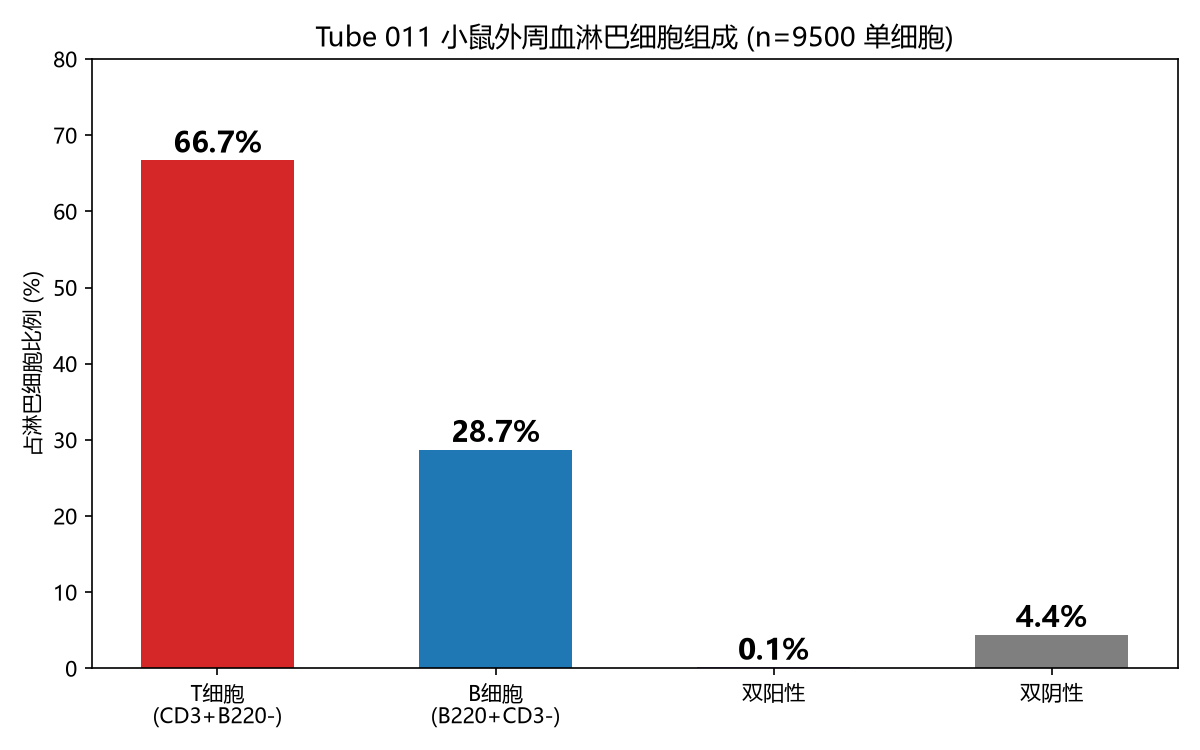 Tube 011 小鼠外周血淋巴细胞组成 (n=9500 单细胞)
占淋巴细胞比例 (%)
80
70
60
50
40
30
20
10
0
66.7%
28.7%
0.1%
4.4%
T细胞
(CD3+B220-)
B细胞
(B220+CD3-)
双阳性
双阴性